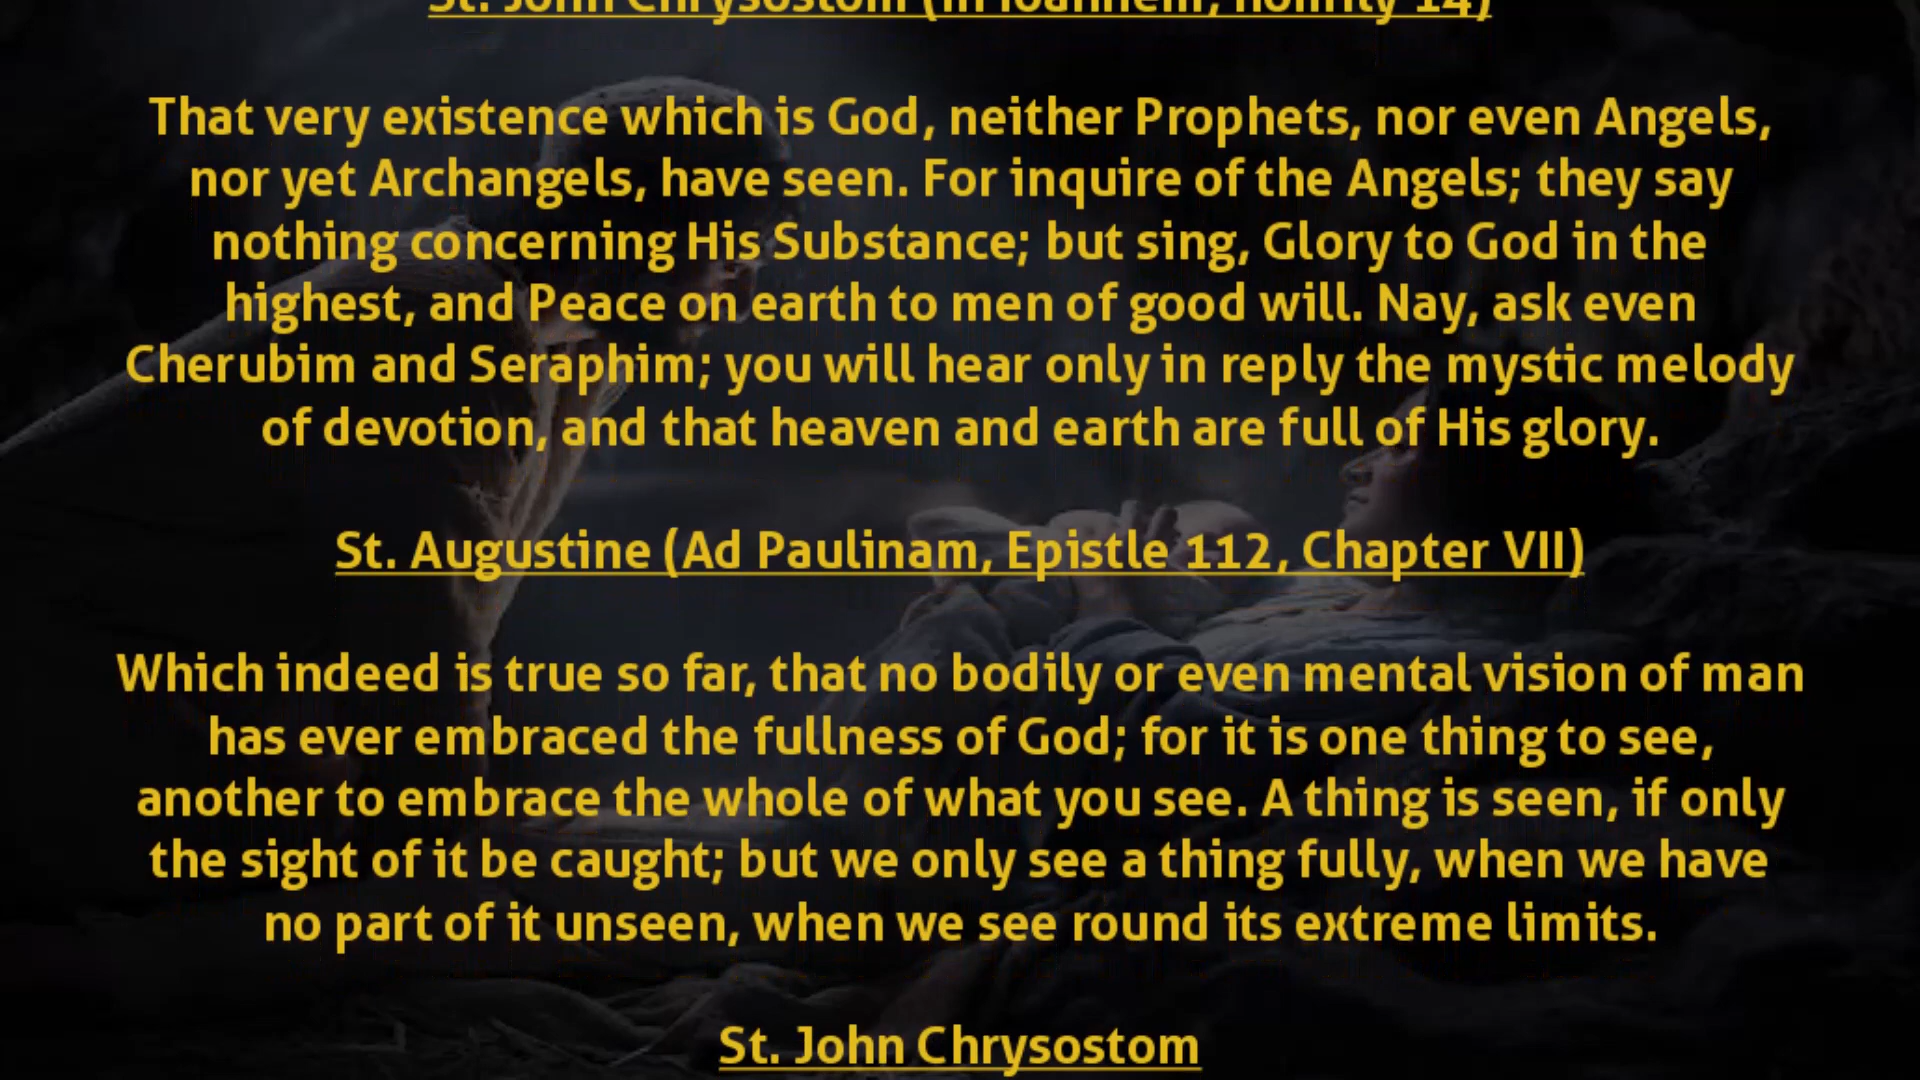 St. John Chrysostom (In Ioannem, homily 14)
That very existence which is God, neither Prophets, nor even Angels,
nor yet Archangels, have seen. For inquire of the Angels; they say
nothing concerning His Substance; but sing, Glory to God in the
highest, and Peace on earth to men of good will. Nay, ask even
Cherubim and Seraphim; you will hear only in reply the mystic melody
of devotion, and that heaven and earth are full of His glory.
St. Augustine (Ad Paulinam, Epistle 112, Chapter VII)
Which indeed is true so far, that no bodily or even mental vision of man
has ever embraced the fullness of God; for it is one thing to see,
another to embrace the whole of what you see. A thing is seen, if only
the sight of it be caught; but we only see a thing fully, when we have
no part of it unseen, when we see round its extreme limits.
St. John Chrysostom